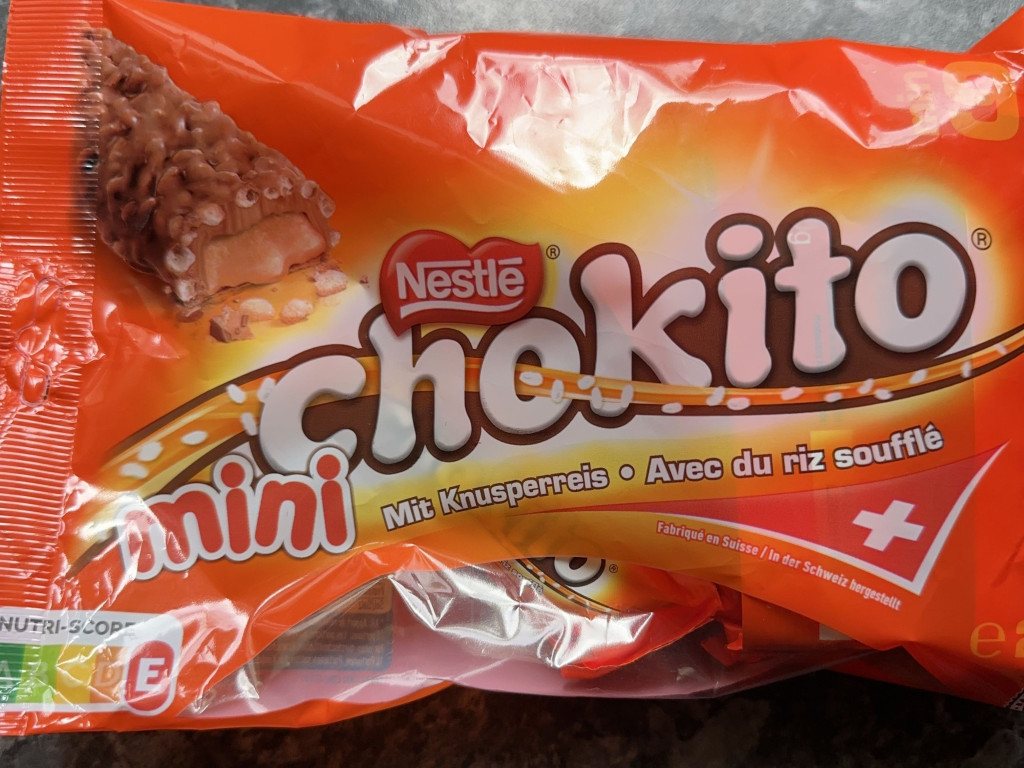 Nestlé®
chokito®
mini
Mit Knusperreis • Avec du riz soufflé
Fabriqué en Suisse / In der Schweiz hergestellt
NUTRI-SCORE
A D E
e